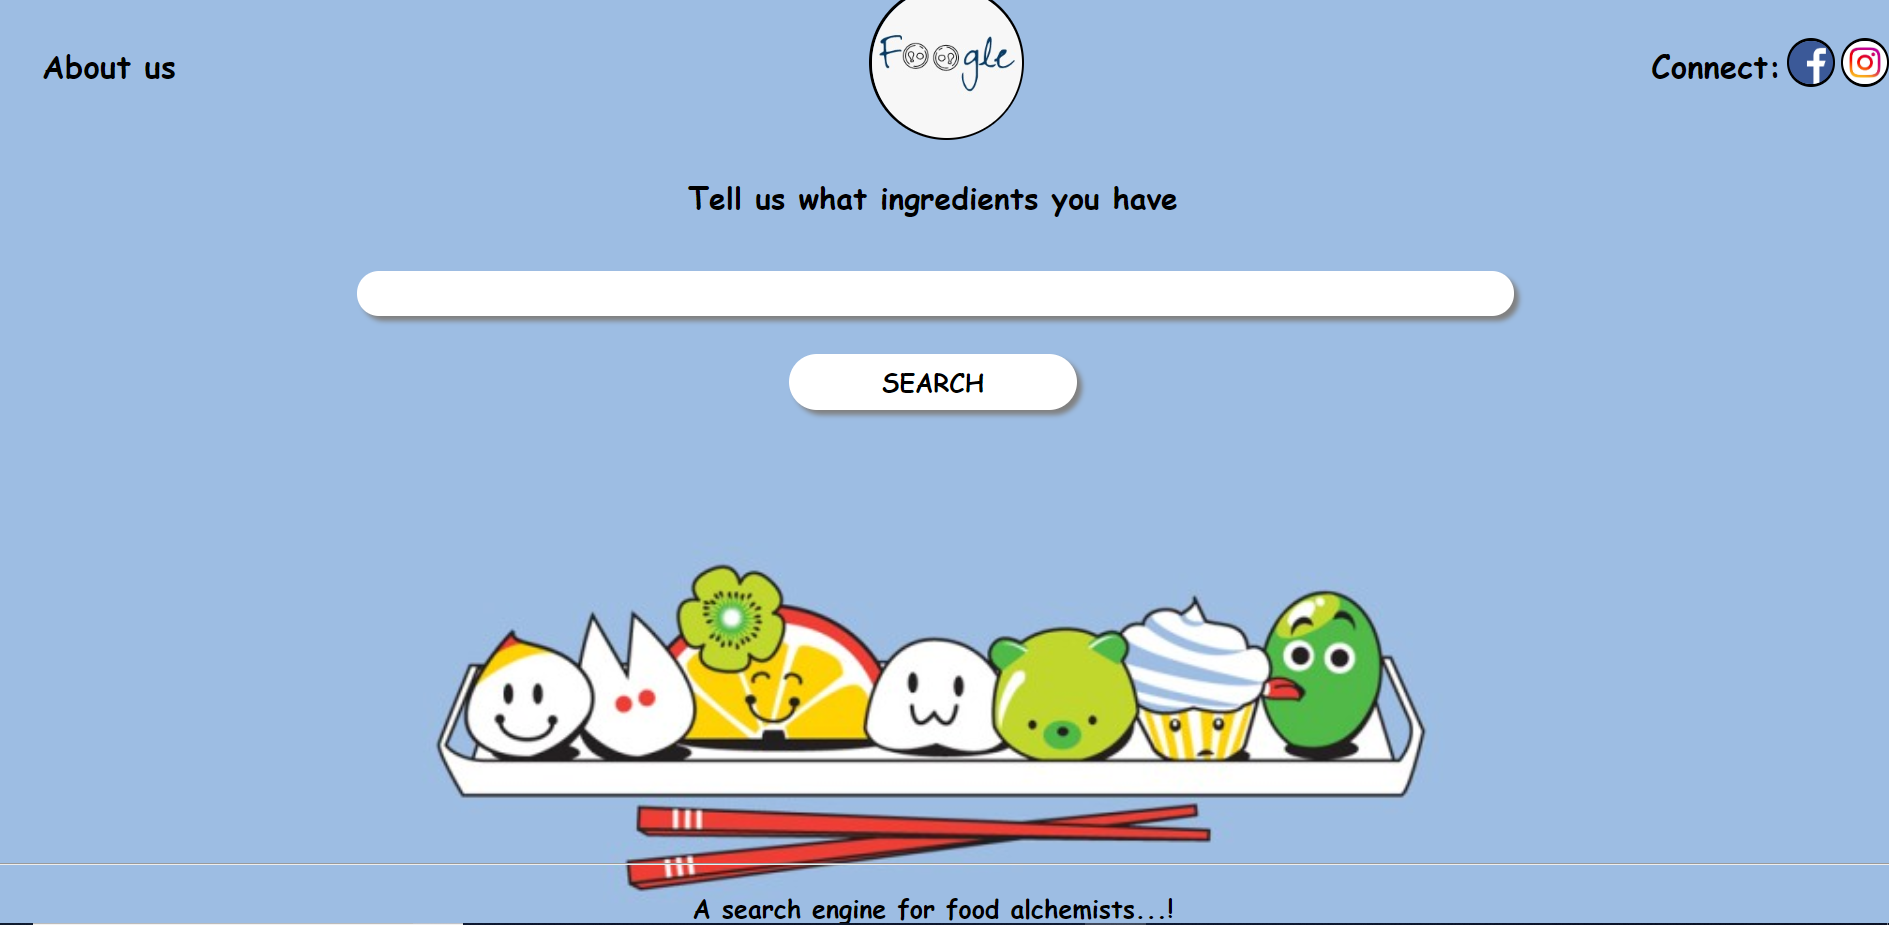 About us
Foogle
Connect:
Tell us what ingredients you have
SEARCH
A search engine for food alchemists...!